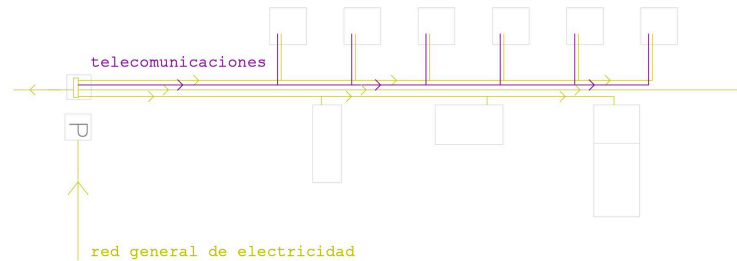 telecomunicaciones
P
red general de electricidad